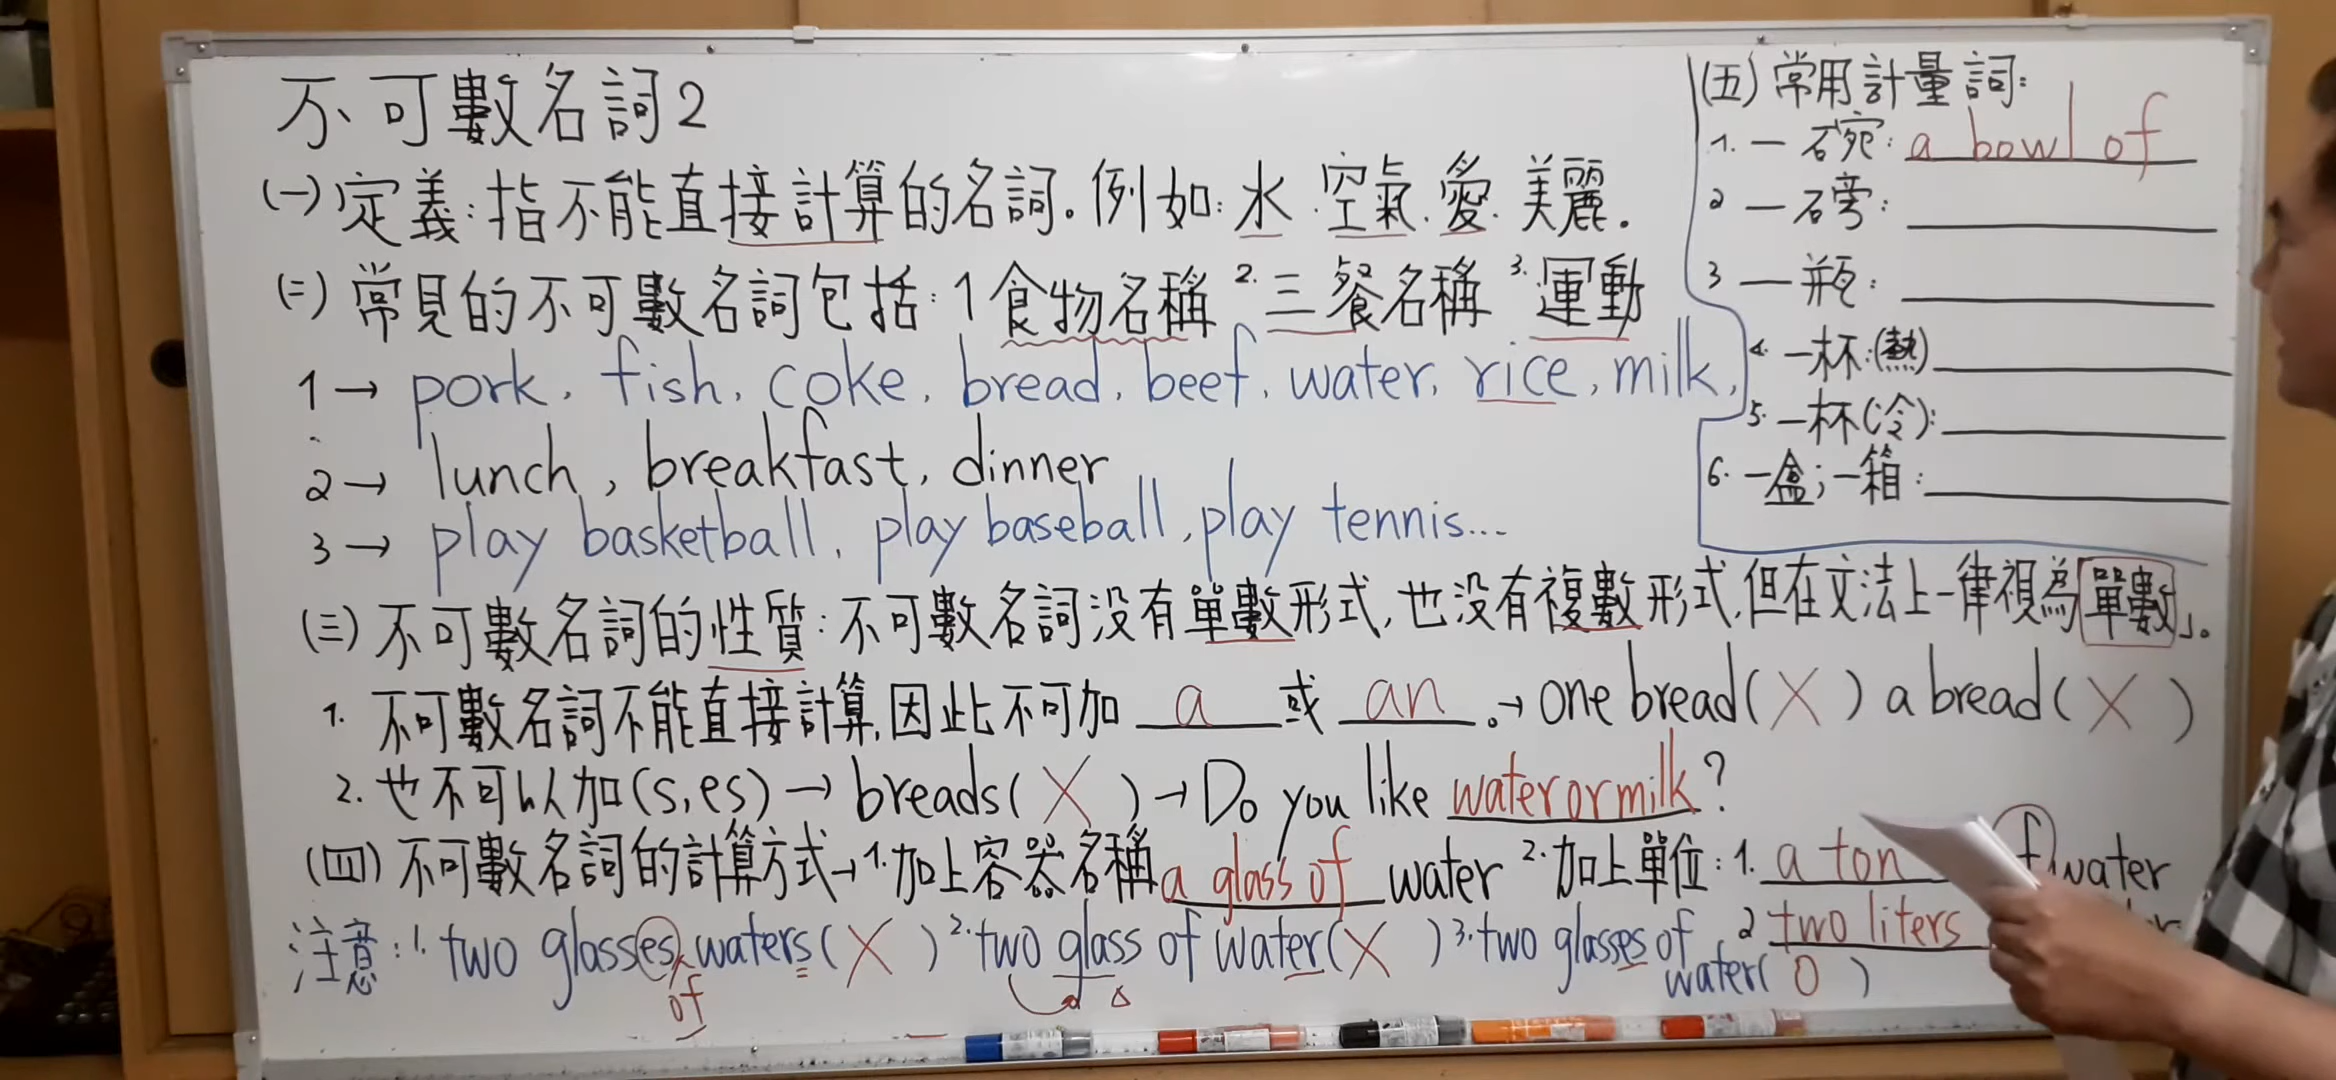 不可數名詞2
(一)定義:指不能直接計算的名詞。例如:水.空氣.愛.美麗.
(二)常見的不可數名詞包括:1食物名稱 2.三餐名稱 3.運動
1→ pork, fish, coke, bread, beef, water, rice, milk,
2→ lunch, breakfast, dinner
3→ play basketball, play baseball, play tennis...
(三)不可數名詞的性質:不可數名詞没有單數形式,也没有複數形式,但在文法上一律視為單數」。
1. 不可數名詞不能直接計算,因此不可加 a 或 an 。→ one bread(X) a bread(X)
2. 也不可以加(s,es)→ breads(X)→ Do you like water or milk?
(四)不可數名詞的計算方式→1.加上容器名稱 a glass of water 2.加上單位:1. a ton f water
2 two liters
注意:1. two glasses waters(X) 2. two glass of water(X) 3. two glasses of water(O)
of
(五)常用計量詞:
1. 一碗: a bowl of
2 一磅:
3 一瓶:
4. 一杯:(熱)
5. 一杯(冷):
6. 一盒;一箱: